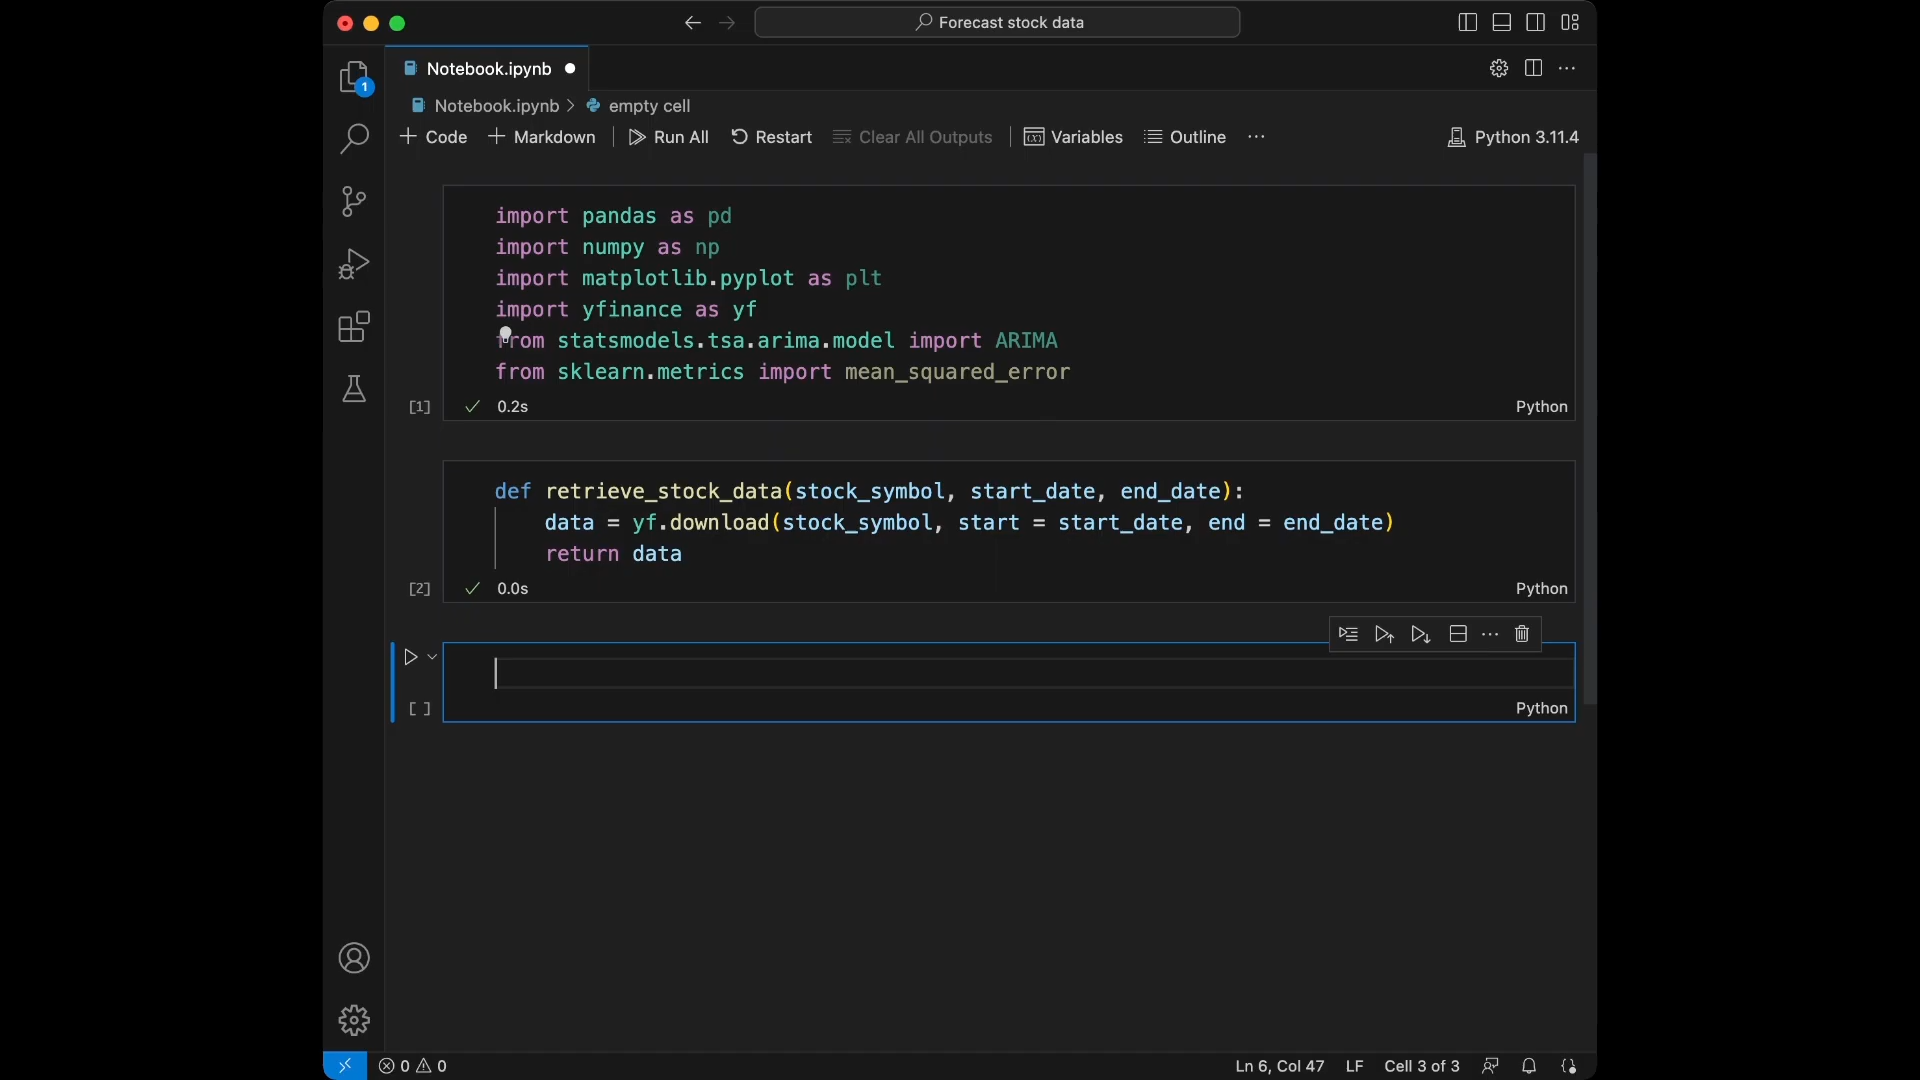 Forecast stock data
Notebook.ipynb
1
Notebook.ipynb > empty cell
+ Code + Markdown Run All Restart Clear All Outputs Variables Outline ... Python 3.11.4
import pandas as pd
import numpy as np
import matplotlib.pyplot as plt
import yfinance as yf
from statsmodels.tsa.arima.model import ARIMA
from sklearn.metrics import mean_squared_error
[1] 0.2s Python
def retrieve_stock_data(stock_symbol, start_date, end_date):
data = yf.download(stock_symbol, start = start_date, end = end_date)
return data
[2] 0.0s Python
[ ] Python
0 0 Ln 6, Col 47 LF Cell 3 of 3